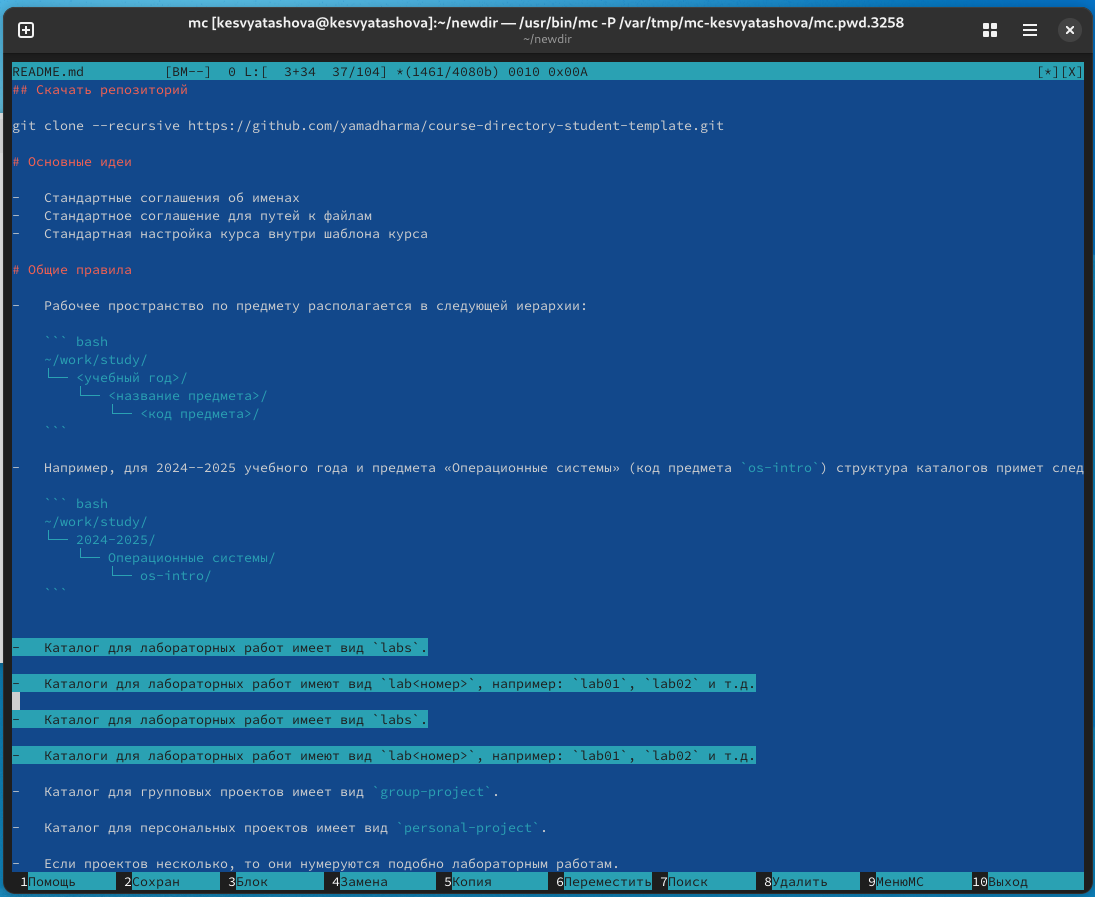 mc [kesvyatashova@kesvyatashova]:~/newdir — /usr/bin/mc -P /var/tmp/mc-kesvyatashova/mc.pwd.3258
~/newdir
README.md          [BM--]  0 L:[  3+34  37/104] *(1461/4080b) 0010 0x00A                                                        [*][X]
## Скачать репозиторий
git clone --recursive https://github.com/yamadharma/course-directory-student-template.git
# Основные идеи
-   Стандартные соглашения об именах
-   Стандартное соглашение для путей к файлам
-   Стандартная настройка курса внутри шаблона курса
# Общие правила
-   Рабочее пространство по предмету располагается в следующей иерархии:
    ``` bash
    ~/work/study/
    └── <учебный год>/
        └── <название предмета>/
            └── <код предмета>/
    ```
-   Например, для 2024--2025 учебного года и предмета «Операционные системы» (код предмета `os-intro`) структура каталогов примет след
    ``` bash
    ~/work/study/
    └── 2024-2025/
        └── Операционные системы/
            └── os-intro/
    ```
-   Каталог для лабораторных работ имеет вид `labs`.
-   Каталоги для лабораторных работ имеют вид `lab<номер>`, например: `lab01`, `lab02` и т.д.
-   Каталог для лабораторных работ имеет вид `labs`.
-   Каталоги для лабораторных работ имеют вид `lab<номер>`, например: `lab01`, `lab02` и т.д.
-   Каталог для групповых проектов имеет вид `group-project`.
-   Каталог для персональных проектов имеет вид `personal-project`.
-   Если проектов несколько, то они нумеруются подобно лабораторным работам.
 1Помощь      2Сохран     3Блок       4Замена     5Копия      6Переместить 7Поиск      8Удалить    9МенюМС     10Выход